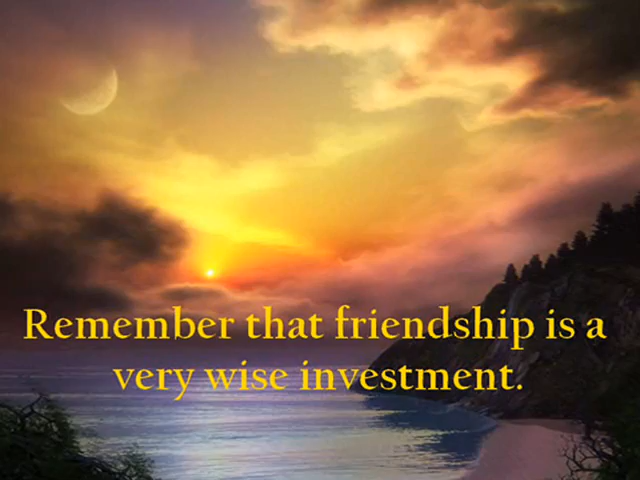 Remember that friendship is a
very wise investment.